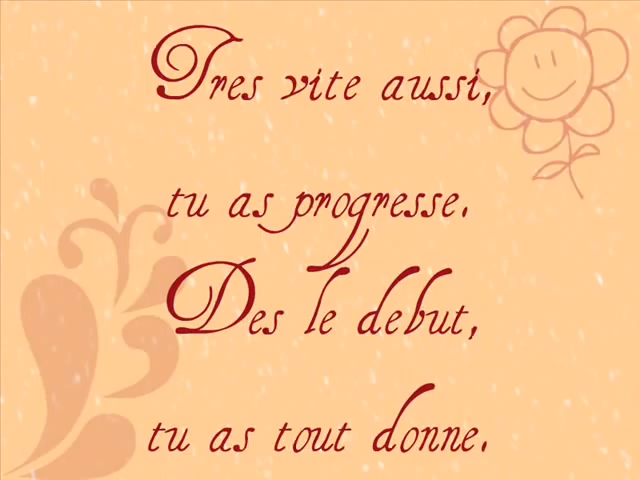 Tres vite aussi,
tu as progresse.
Des le debut,
tu as tout donne.